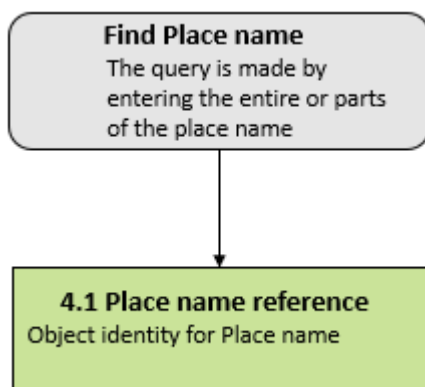 Find Place name
The query is made by
entering the entire or parts
of the place name
4.1 Place name reference
Object identity for Place name